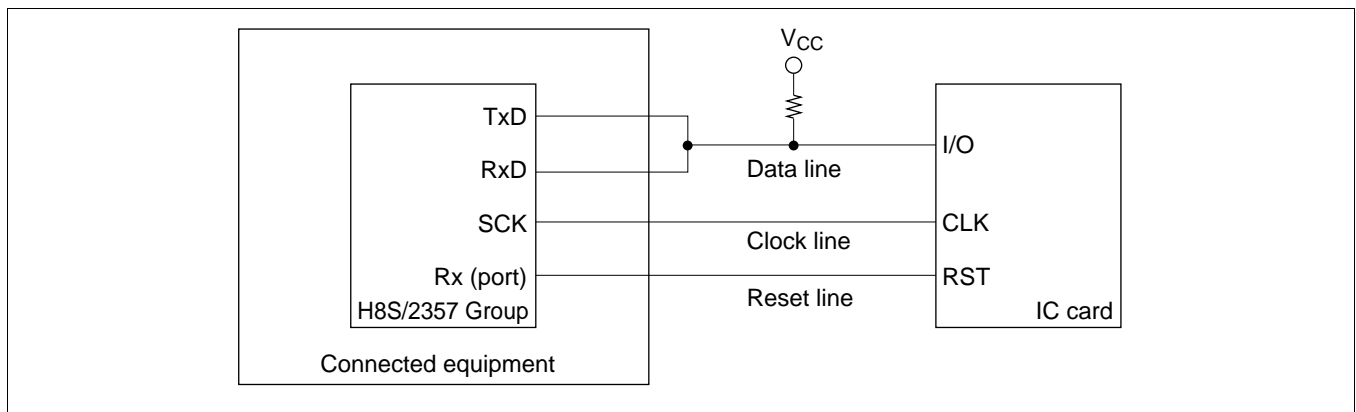 V_CC
TxD
I/O
RxD
Data line
SCK
CLK
Clock line
Rx (port)
RST
Reset line
H8S/2357 Group
IC card
Connected equipment